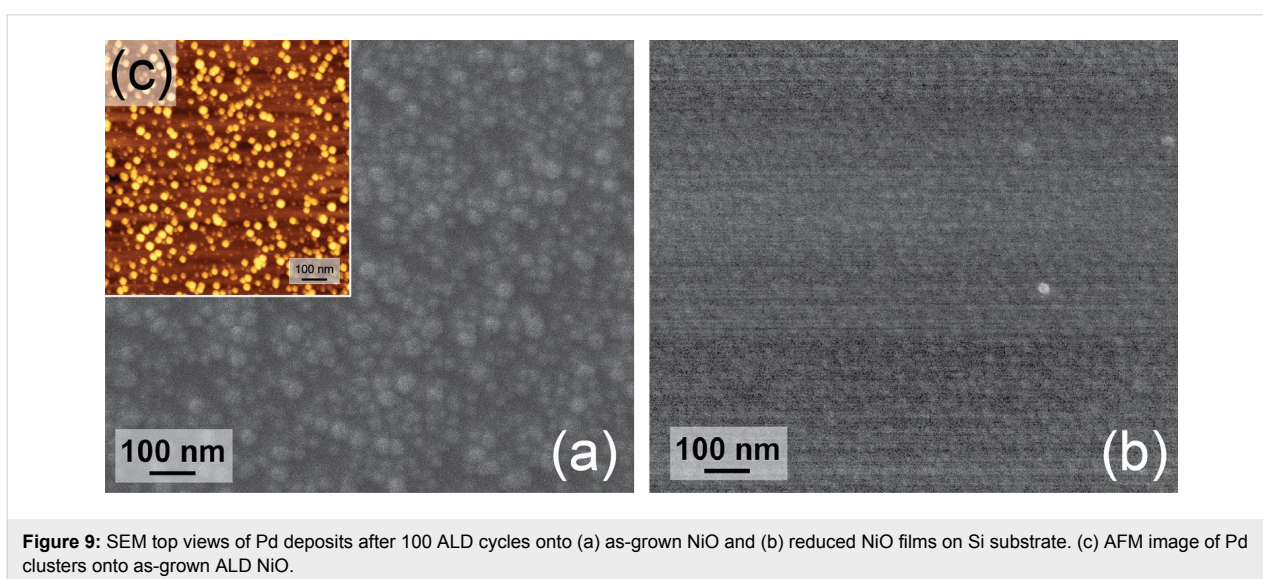 (c)
100 nm
100 nm
(a)
100 nm
(b)
Figure 9: SEM top views of Pd deposits after 100 ALD cycles onto (a) as-grown NiO and (b) reduced NiO films on Si substrate. (c) AFM image of Pd
clusters onto as-grown ALD NiO.